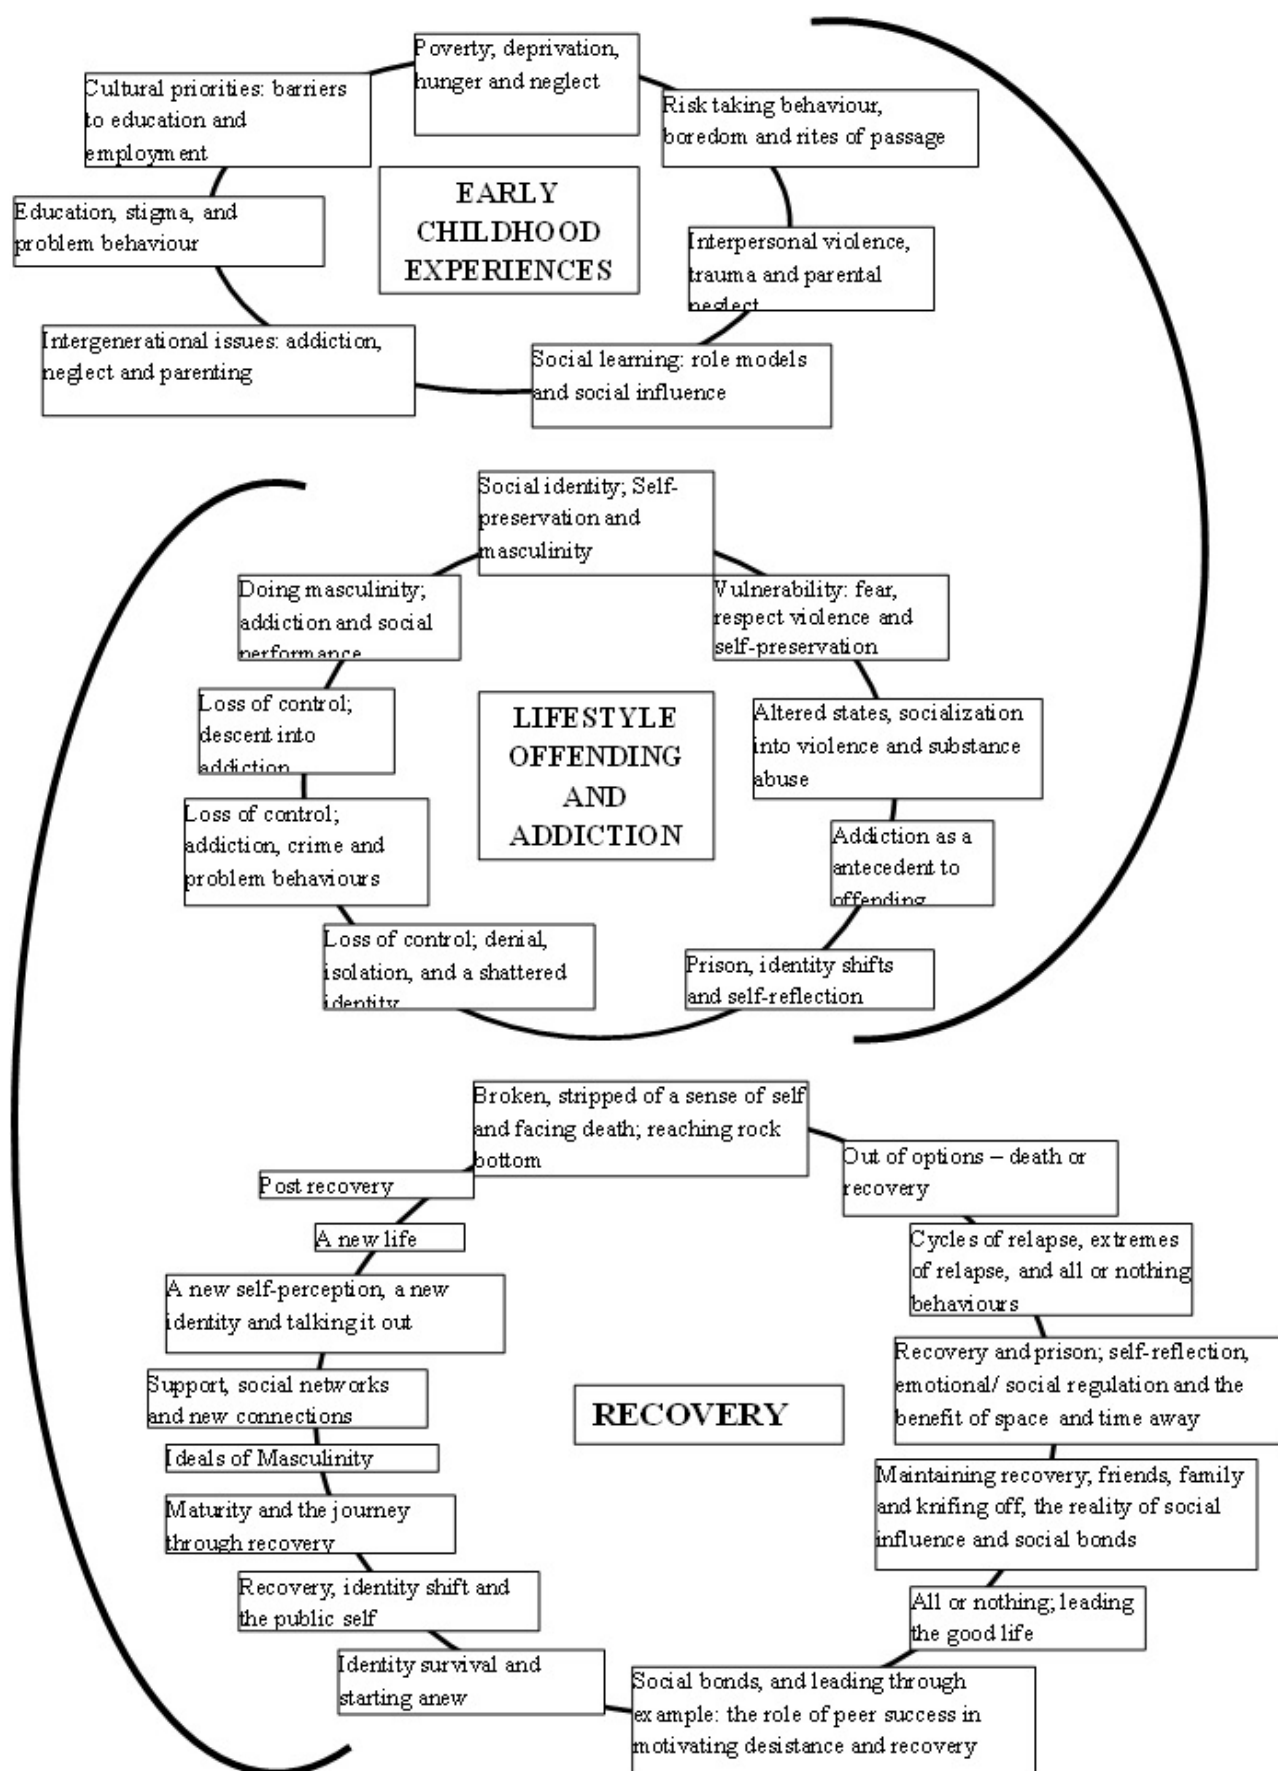 Poverty; deprivation,
hunger and neglect
Cultural priorities: barriers
to education and
employment
Risk taking behaviour,
boredom and rites of passage
EARLY
CHILDHOOD
EXPERIENCES
Education, stigma, and
problem behaviour
Interpersonal violence,
trauma and parental
neglect
Intergenerational issues: addiction,
neglect and parenting
Social learning: role models
and social influence
Social identity; Self-
preservation and
masculinity
Doing masculinity;
addiction and social
performance
Vulnerability: fear,
respect violence and
self-preservation
Loss of control;
descent into
addiction
LIFESTYLE
OFFENDING
AND
ADDICTION
Altered states, socialization
into violence and substance
abuse
Loss of control;
addiction, crime and
problem behaviours
Addiction as a
antecedent to
offending
Loss of control; denial,
isolation, and a shattered
identity
Prison, identity shifts
and self-reflection
Broken, stripped of a sense of self
and facing death; reaching rock
bottom
Out of options – death or
recovery
Post recovery
A new life
Cycles of relapse, extremes
of relapse, and all or nothing
behaviours
A new self-perception, a new
identity and talking it out
Recovery and prison; self-reflection,
emotional/ social regulation and the
benefit of space and time away
Support, social networks
and new connections
RECOVERY
Ideals of Masculinity
Maintaining recovery; friends, family
and knifing off, the reality of social
influence and social bonds
Maturity and the journey
through recovery
Recovery, identity shift and
the public self
All or nothing; leading
the good life
Identity survival and
starting anew
Social bonds, and leading through
example: the role of peer success in
motivating desistance and recovery